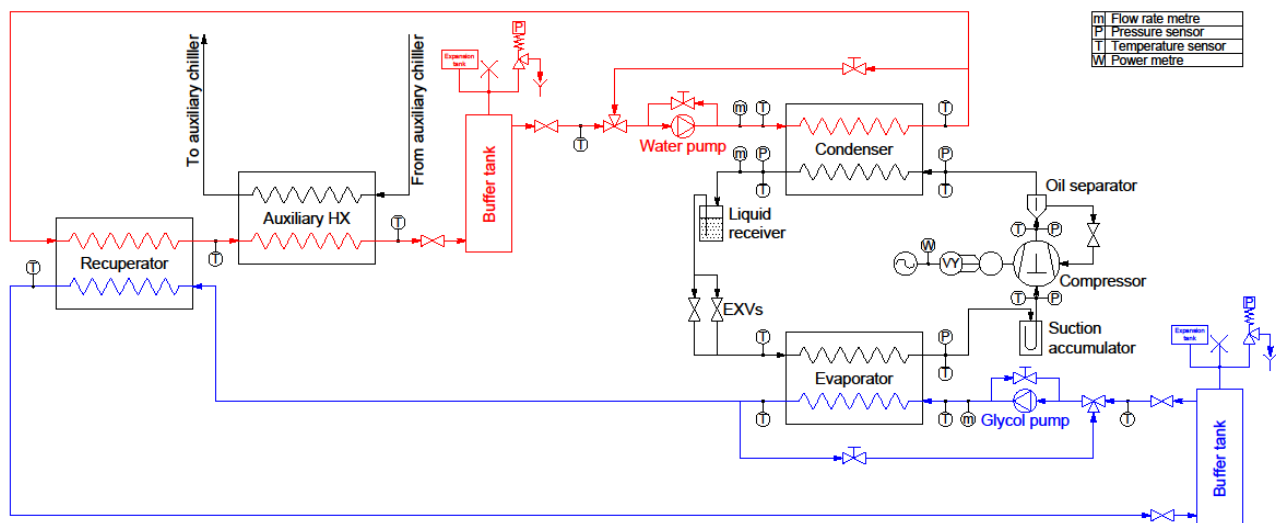 m Flow rate metre
P Pressure sensor
T Temperature sensor
W Power metre
To auxiliary chilller
From auxiliary chilller
P
Expansion
tank
Buffer tank
T
Water pump
m T
Condenser
T
m P
T
P
T
Oil separator
Auxiliary HX
T
T
Recuperator
T
Liquid
receiver
T P
W
VY
Compressor
T P
EXVs
T
P
T
Suction
accumulator
Evaporator
T
T m
Glycol pump
T
P
Expansion
tank
Buffer tank